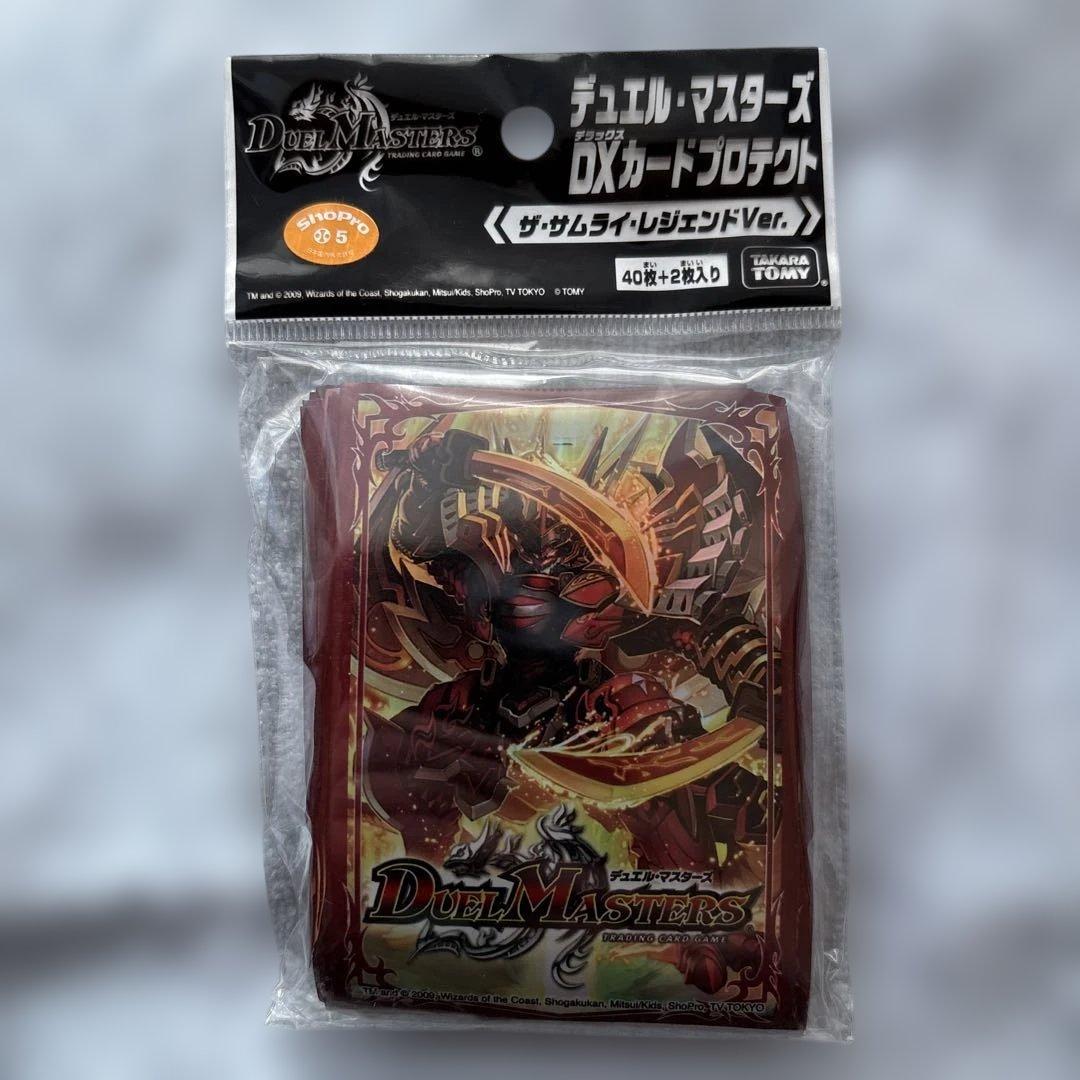 デュエル・マスターズ
DUEL MASTERS
TRADING CARD GAME®
デュエル・マスターズ
デラックス
DXカードプロテクト
ザ・サムライ・レジェンドVer.
ShoPro
5
まい まい い
40枚+2枚入り
TAKARA
TOMY®
TM and © 2009, Wizards of the Coast, Shogakukan, Mitsui/Kids, ShoPro, TV TOKYO © TOMY
デュエル・マスターズ
DUEL MASTERS
TRADING CARD GAME
TM and © 2009, Wizards of the Coast, Shogakukan, Mitsui/Kids, ShoPro, TV TOKYO